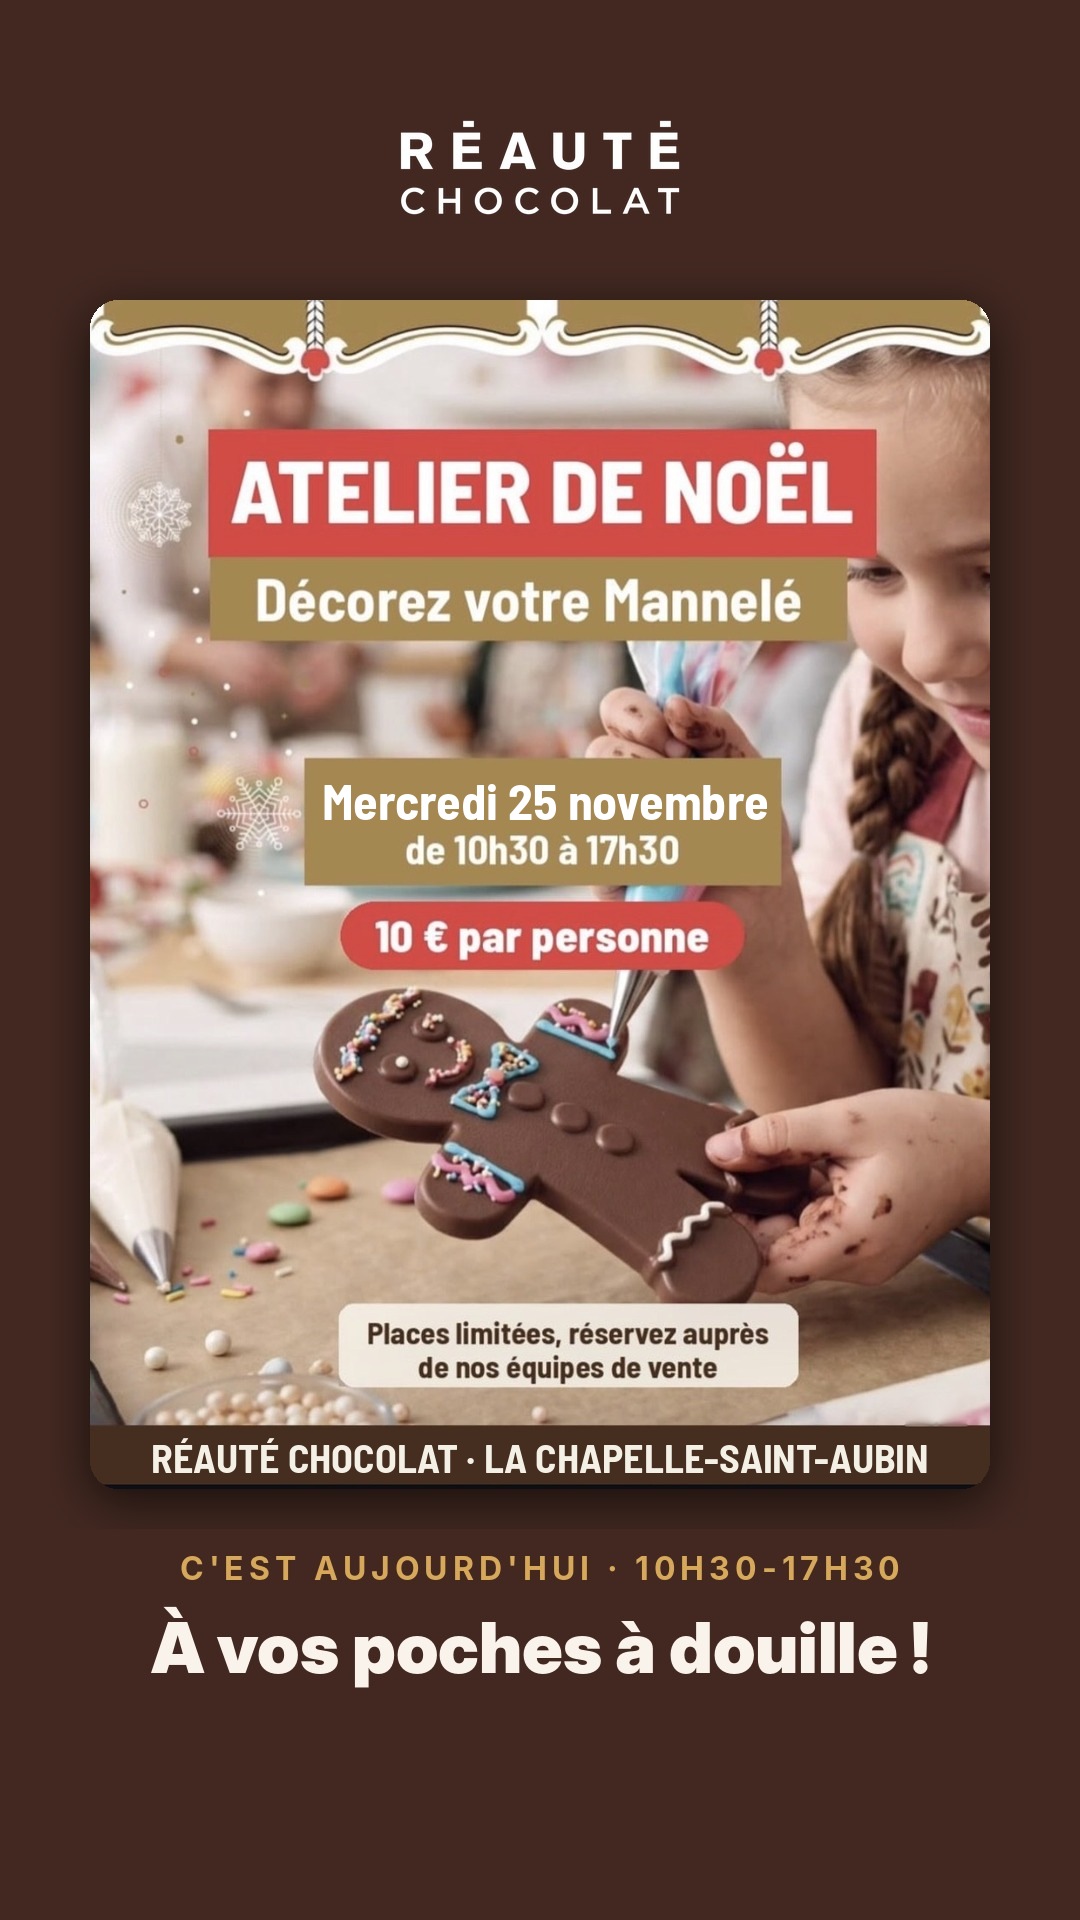 RÉAUTÉ
CHOCOLAT
ATELIER DE NOËL
Décorez votre Mannelé
Mercredi 25 novembre
de 10h30 à 17h30
10 € par personne
Places limitées, réservez auprès
de nos équipes de vente
RÉAUTÉ CHOCOLAT · LA CHAPELLE-SAINT-AUBIN
C'EST AUJOURD'HUI · 10H30-17H30
À vos poches à douille !